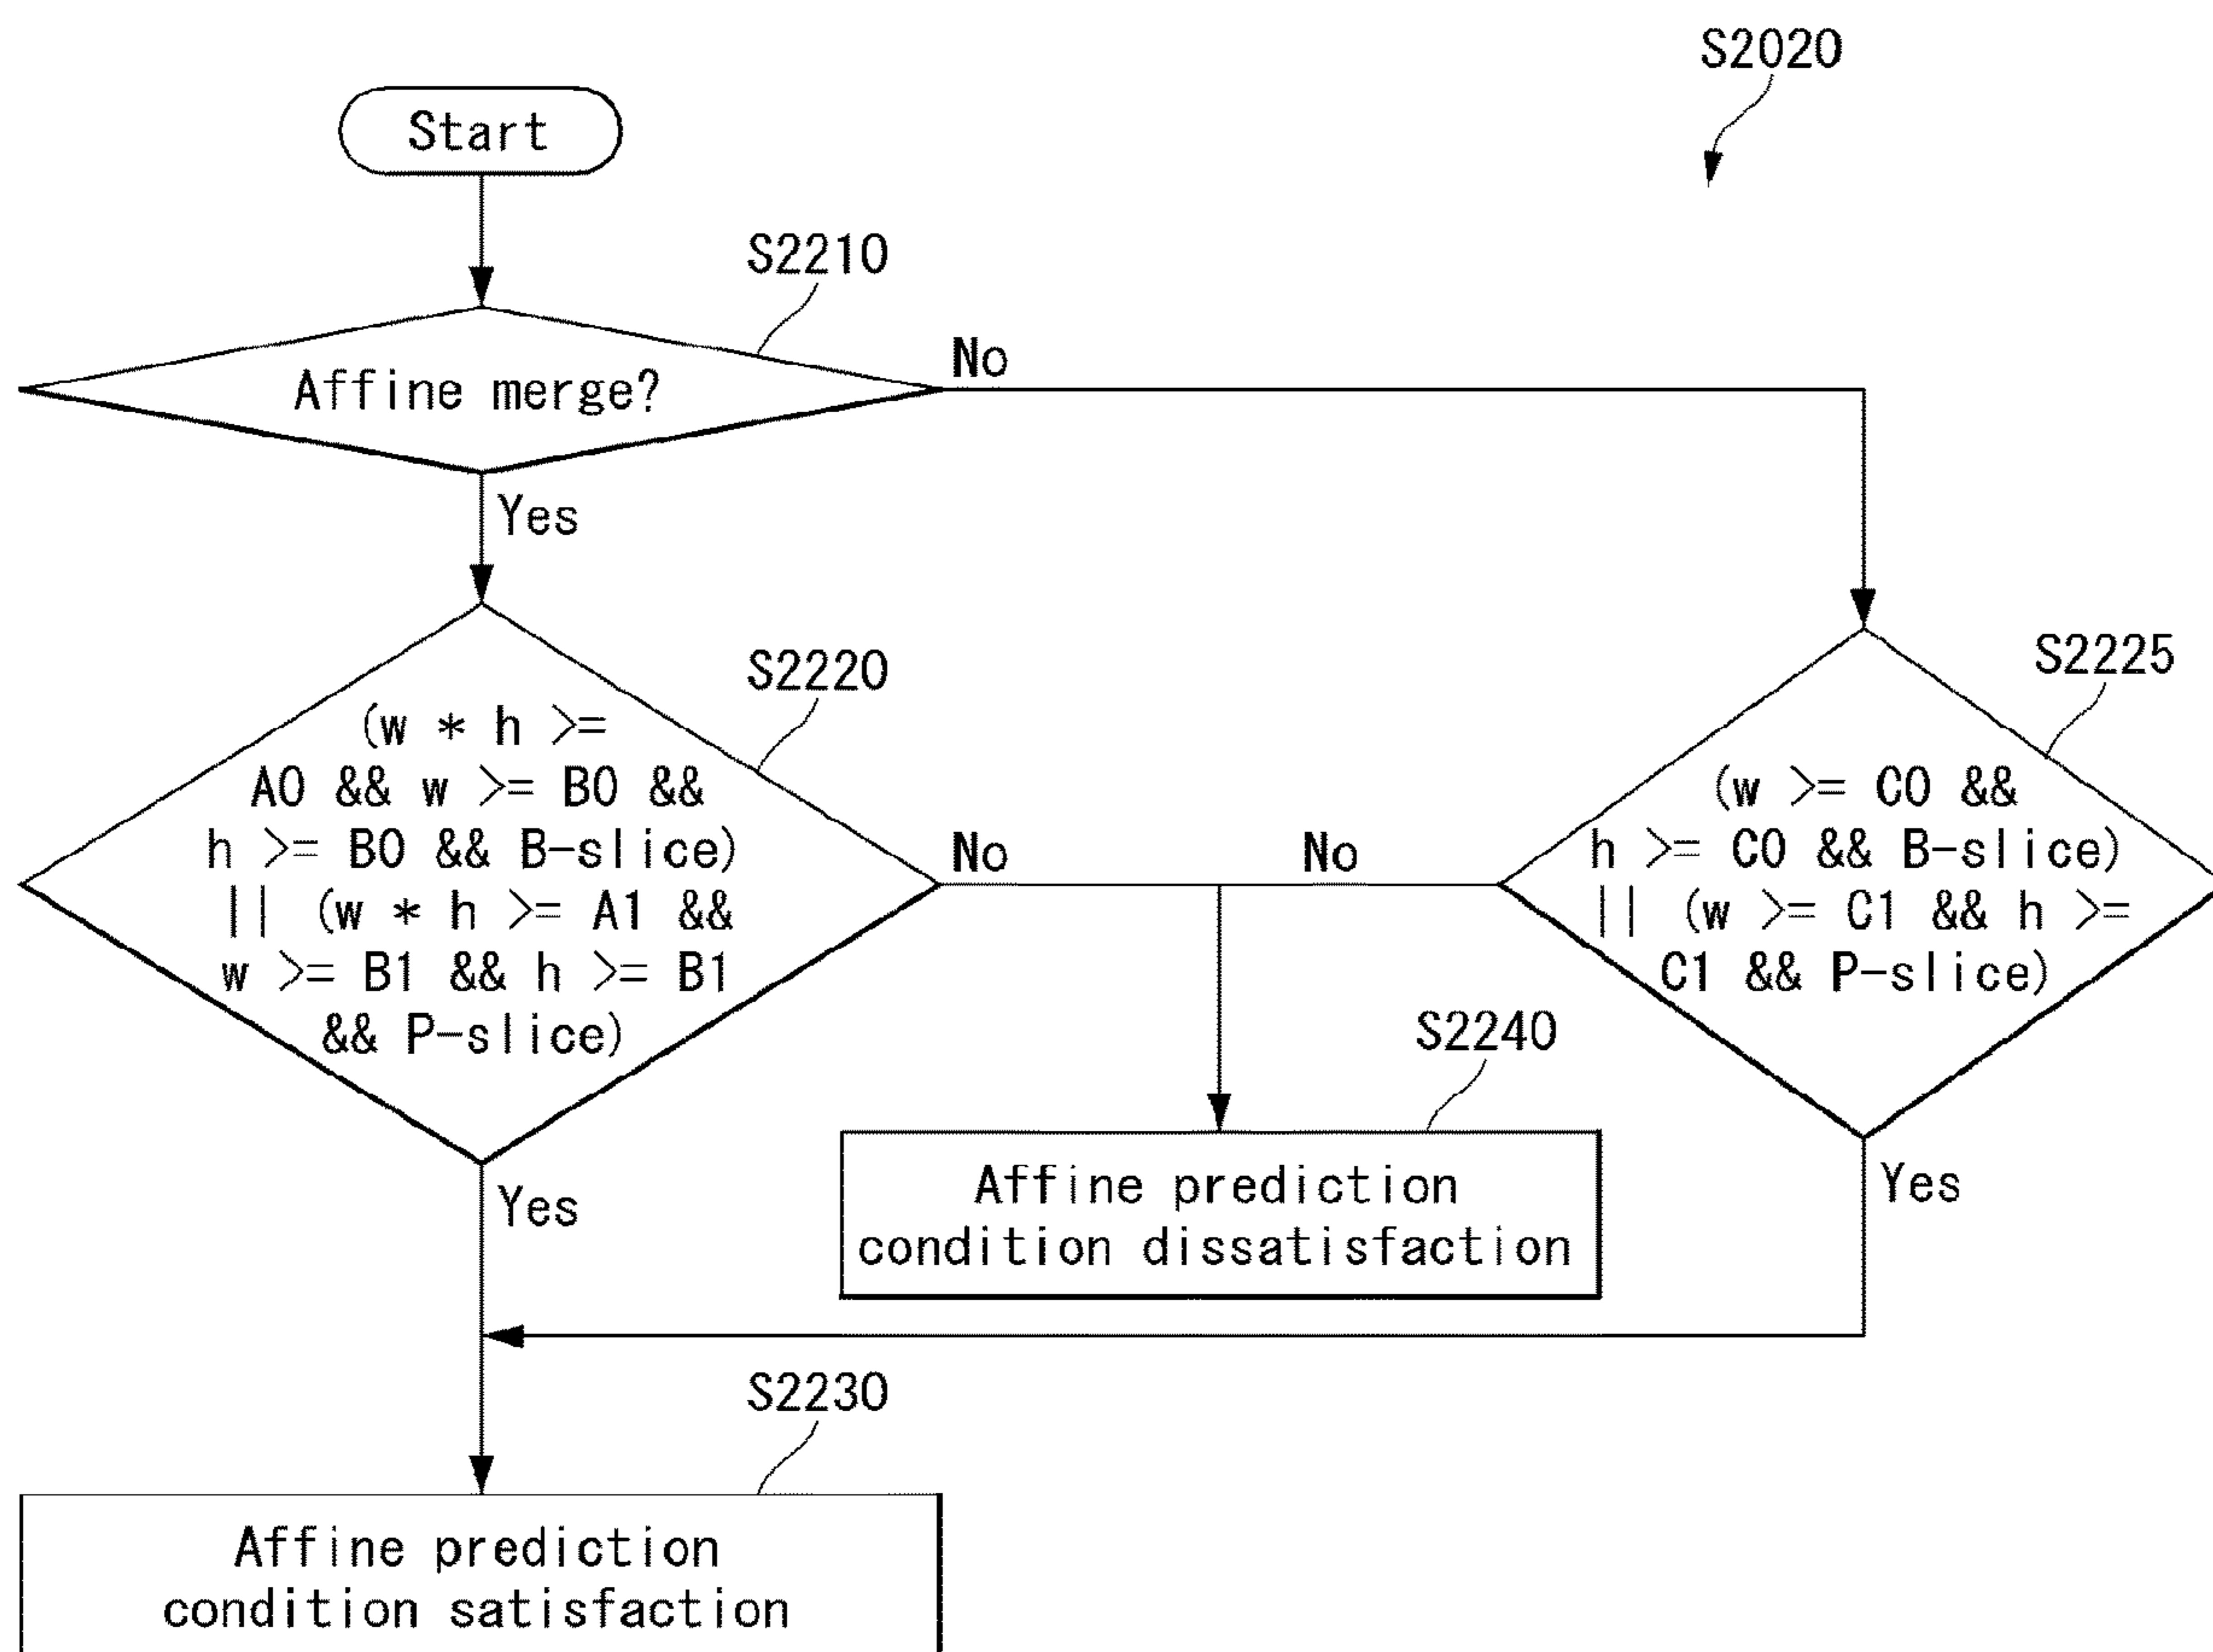 S2020
Start
S2210
Affine merge?
No
Yes
S2220
(w * h >=
A0 && w >= B0 &&
h >= B0 && B-slice)
|| (w * h >= A1 &&
w >= B1 && h >= B1
&& P-slice)
No
No
S2225
(w >= C0 &&
h >= C0 && B-slice)
|| (w >= C1 && h >=
C1 && P-slice)
S2240
Affine prediction
condition dissatisfaction
Yes
Yes
S2230
Affine prediction
condition satisfaction